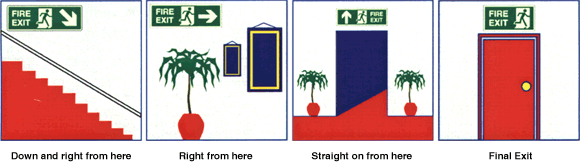 FIRE
EXIT
Down and right from here
FIRE
EXIT
Right from here
FIRE
EXIT
Straight on from here
FIRE
EXIT
Final Exit